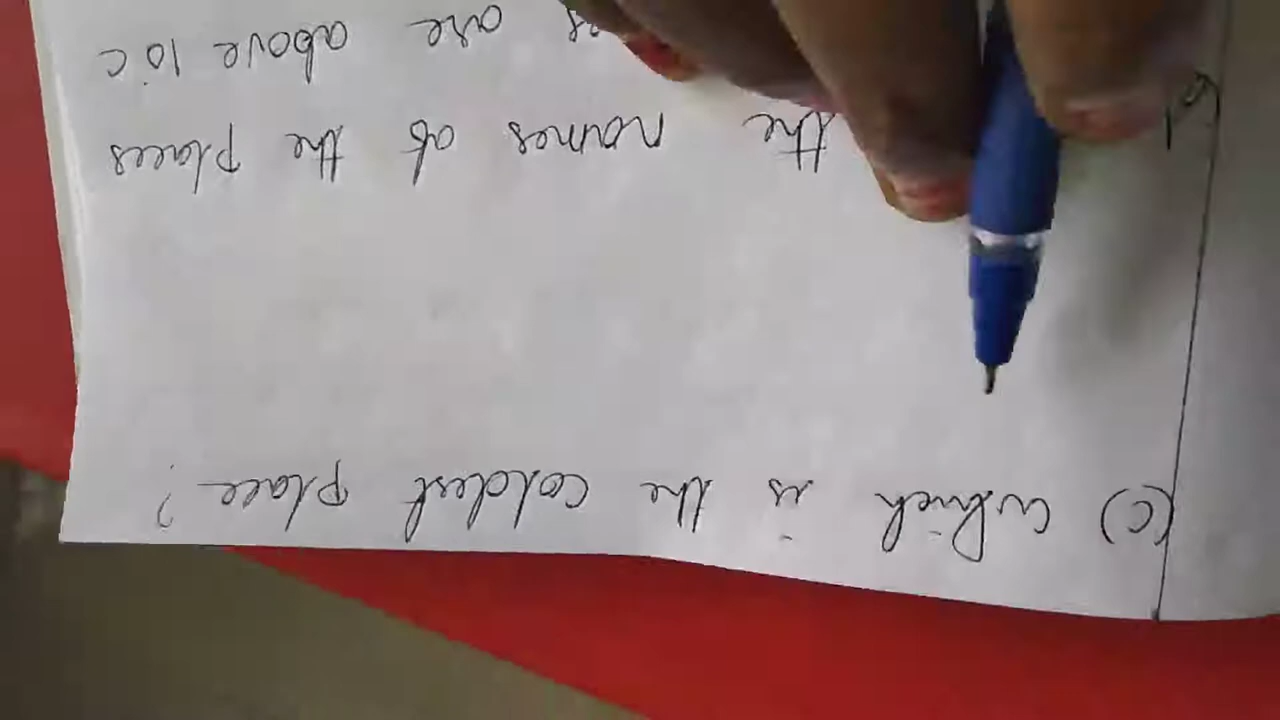 (c) Which is the coldest place?
the names of the places
are above 10°c